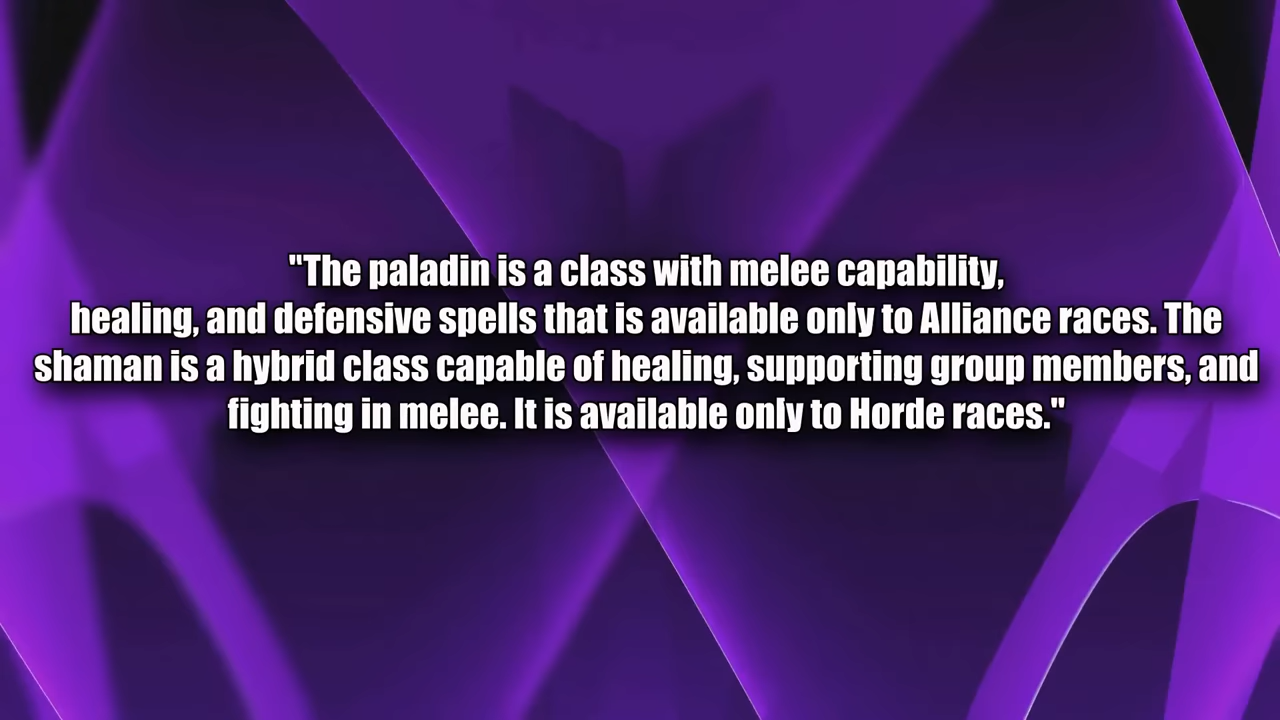 "The paladin is a class with melee capability,
healing, and defensive spells that is available only to Alliance races. The
shaman is a hybrid class capable of healing, supporting group members, and
fighting in melee. It is available only to Horde races."